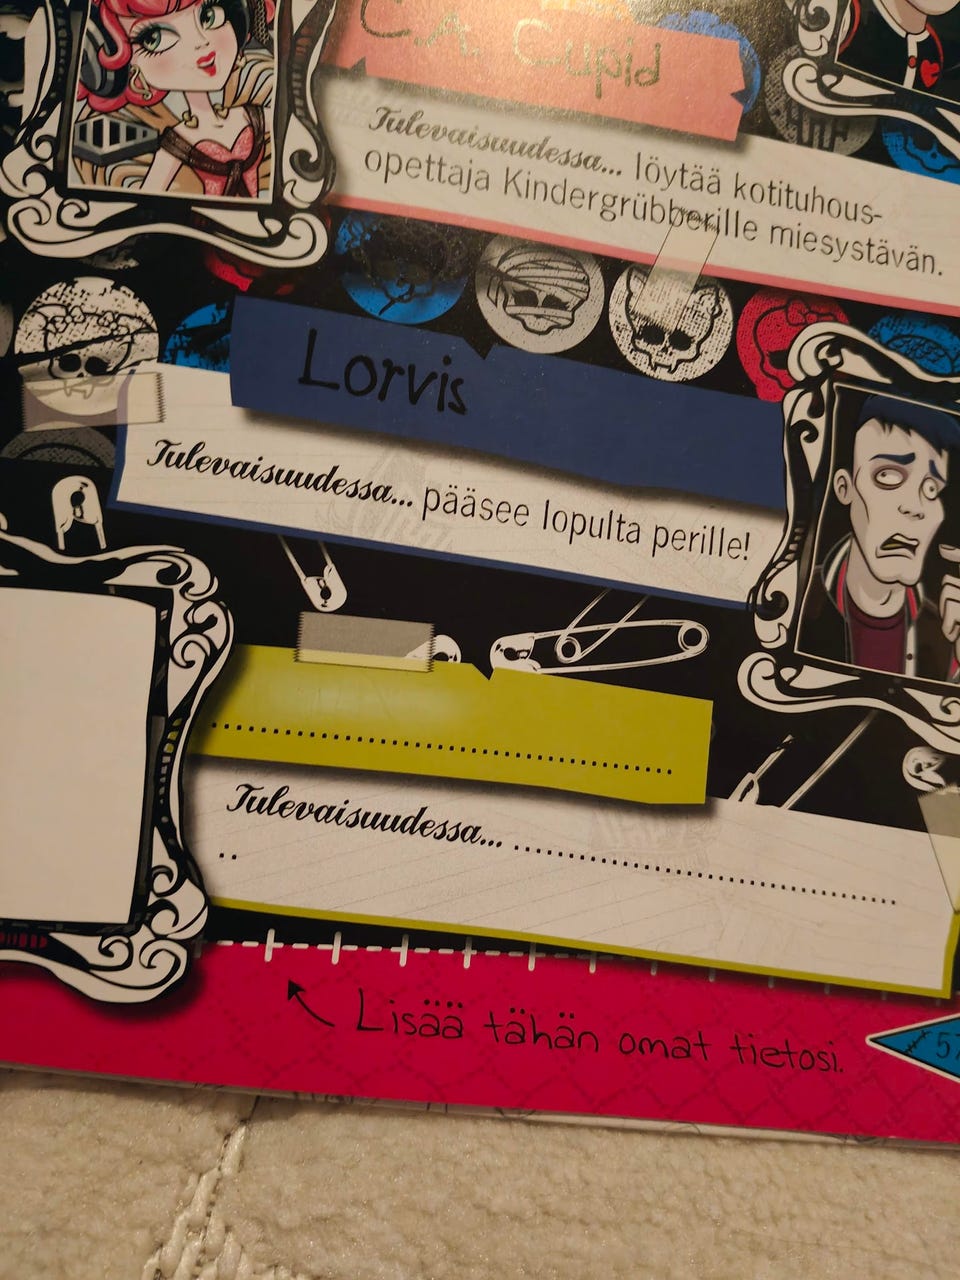 C.A. Cupid
Tulevaisuudessa... löytää kotituhous-
opettaja Kindergrübberille miesystävän.
Lorvis
Tulevaisuudessa... pääsee lopulta perille!
Tulevaisuudessa...
Lisää tähän omat tietosi.